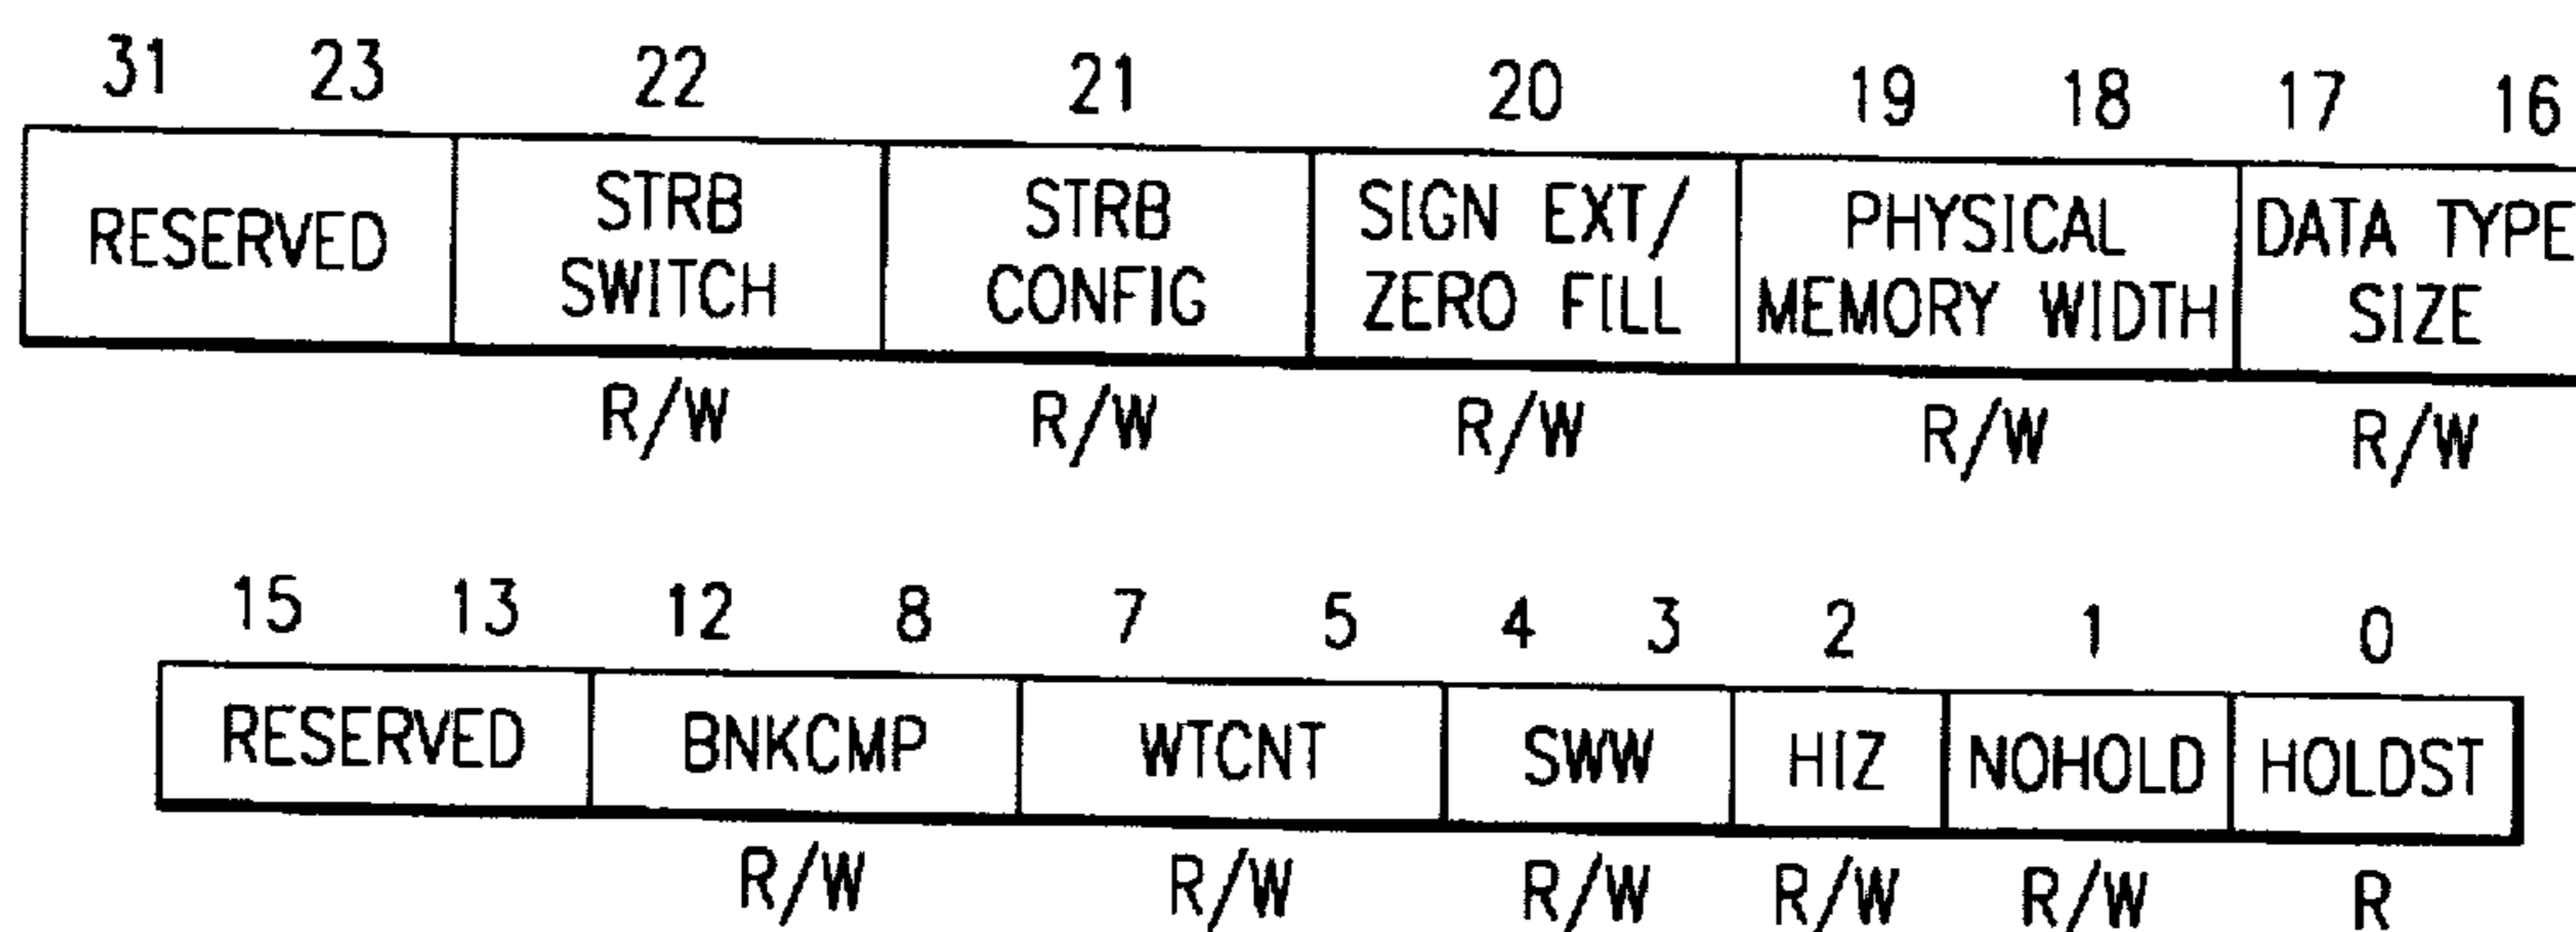 31 23 22 21 20 19 18 17 16
RESERVED STRB SWITCH STRB CONFIG SIGN EXT/ ZERO FILL PHYSICAL MEMORY WIDTH DATA TYPE SIZE
R/W R/W R/W R/W R/W
15 13 12 8 7 5 4 3 2 1 0
RESERVED BNKCMP WTCNT SWW HIZ NOHOLD HOLDST
R/W R/W R/W R/W R/W R